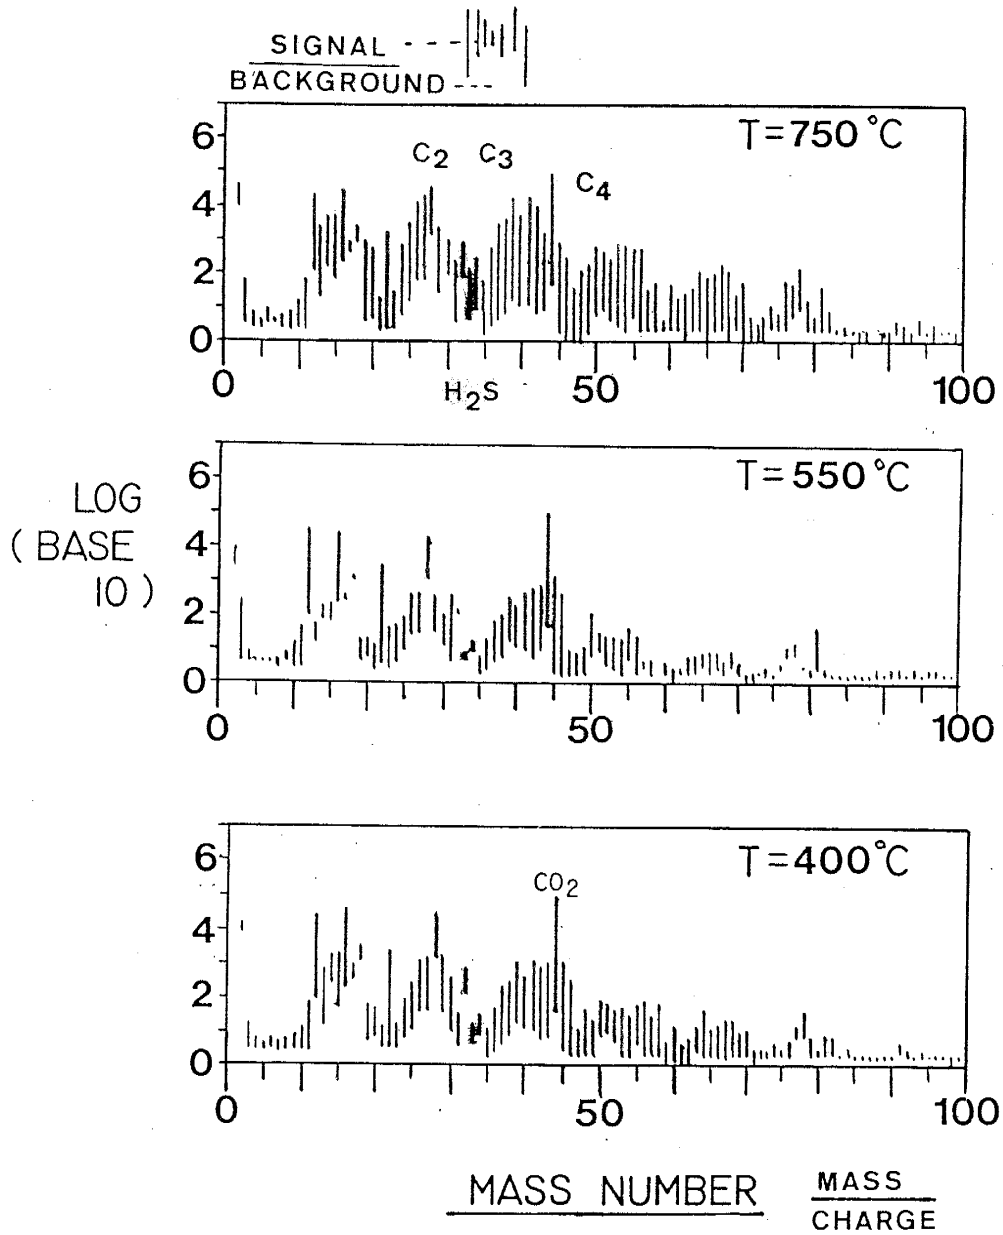 SIGNAL
BACKGROUND
T=750°C
6
4
2
0
C2 C3 C4
0 50 100
H2S
LOG
(BASE
10)
T=550°C
6
4
2
0
0 50 100
T=400°C
6
4
2
0
CO2
0 50 100
MASS NUMBER
MASS
CHARGE